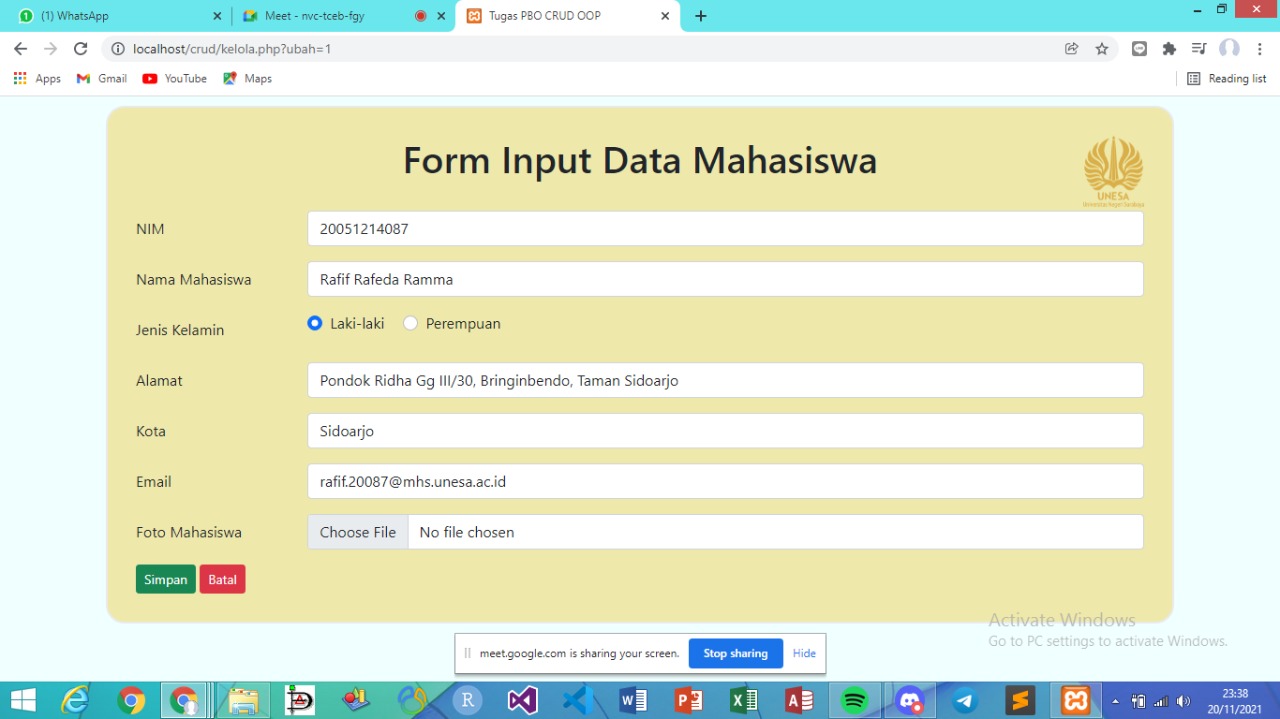 (1) WhatsApp
Meet - nvc-tceb-fgy
Tugas PBO CRUD OOP
localhost/crud/kelola.php?ubah=1
Apps Gmail YouTube Maps Reading list
Form Input Data Mahasiswa
UNESA
Universitas Negeri Surabaya
NIM 20051214087
Nama Mahasiswa Rafif Rafeda Ramma
Jenis Kelamin Laki-laki Perempuan
Alamat Pondok Ridha Gg III/30, Bringinbendo, Taman Sidoarjo
Kota Sidoarjo
Email rafif.20087@mhs.unesa.ac.id
Foto Mahasiswa Choose File No file chosen
Simpan Batal
Activate Windows
Go to PC settings to activate Windows.
meet.google.com is sharing your screen. Stop sharing Hide
23:38
20/11/2021